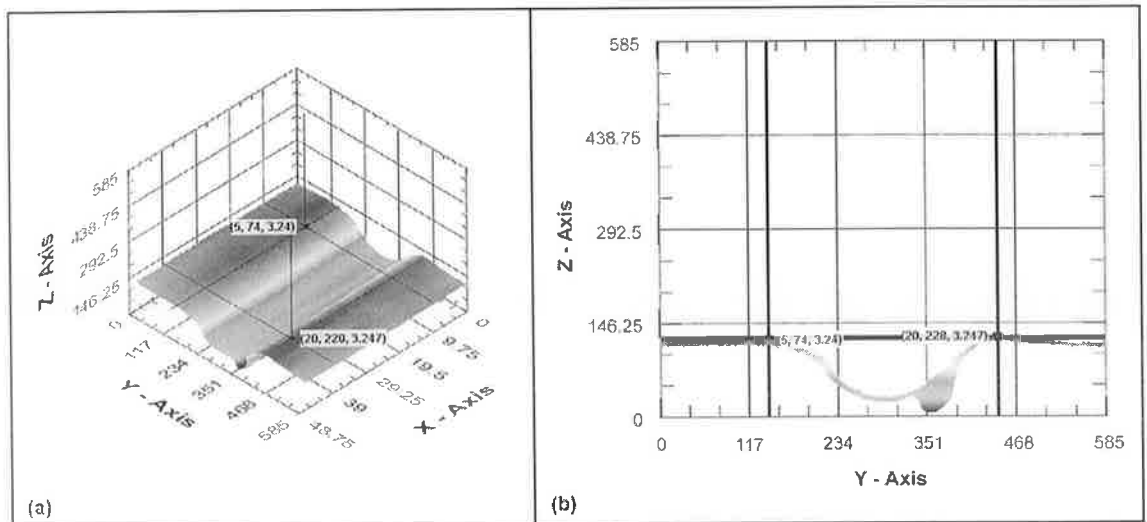 585
438.75
292.5
146.25
0
Z - Axis
(5, 74, 3.24)
(20, 220, 3.247)
0
117
234
351
468
585
Y - Axis
0
9.75
19.5
29.25
39
48.75
X - Axis
(a)
585
438.75
292.5
146.25
0
Z - Axis
(5, 74, 3.24)
(20, 228, 3.247)
0
117
234
351
468
585
Y - Axis
(b)